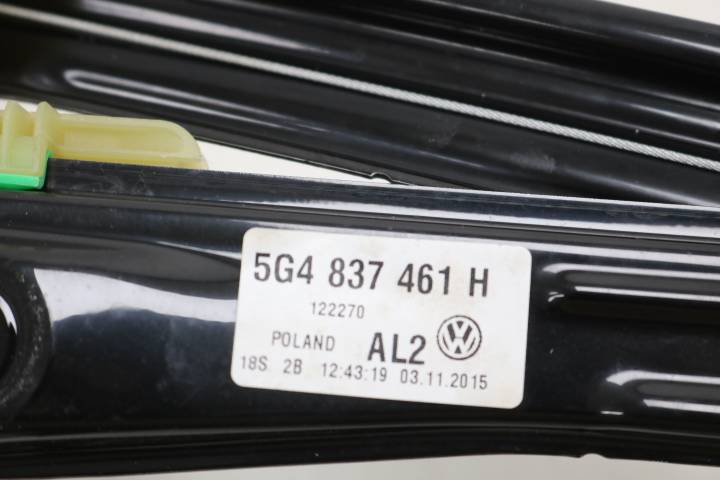 5G4 837 461 H
122270
POLAND AL2
18S 2B 12:43:19 03.11.2015